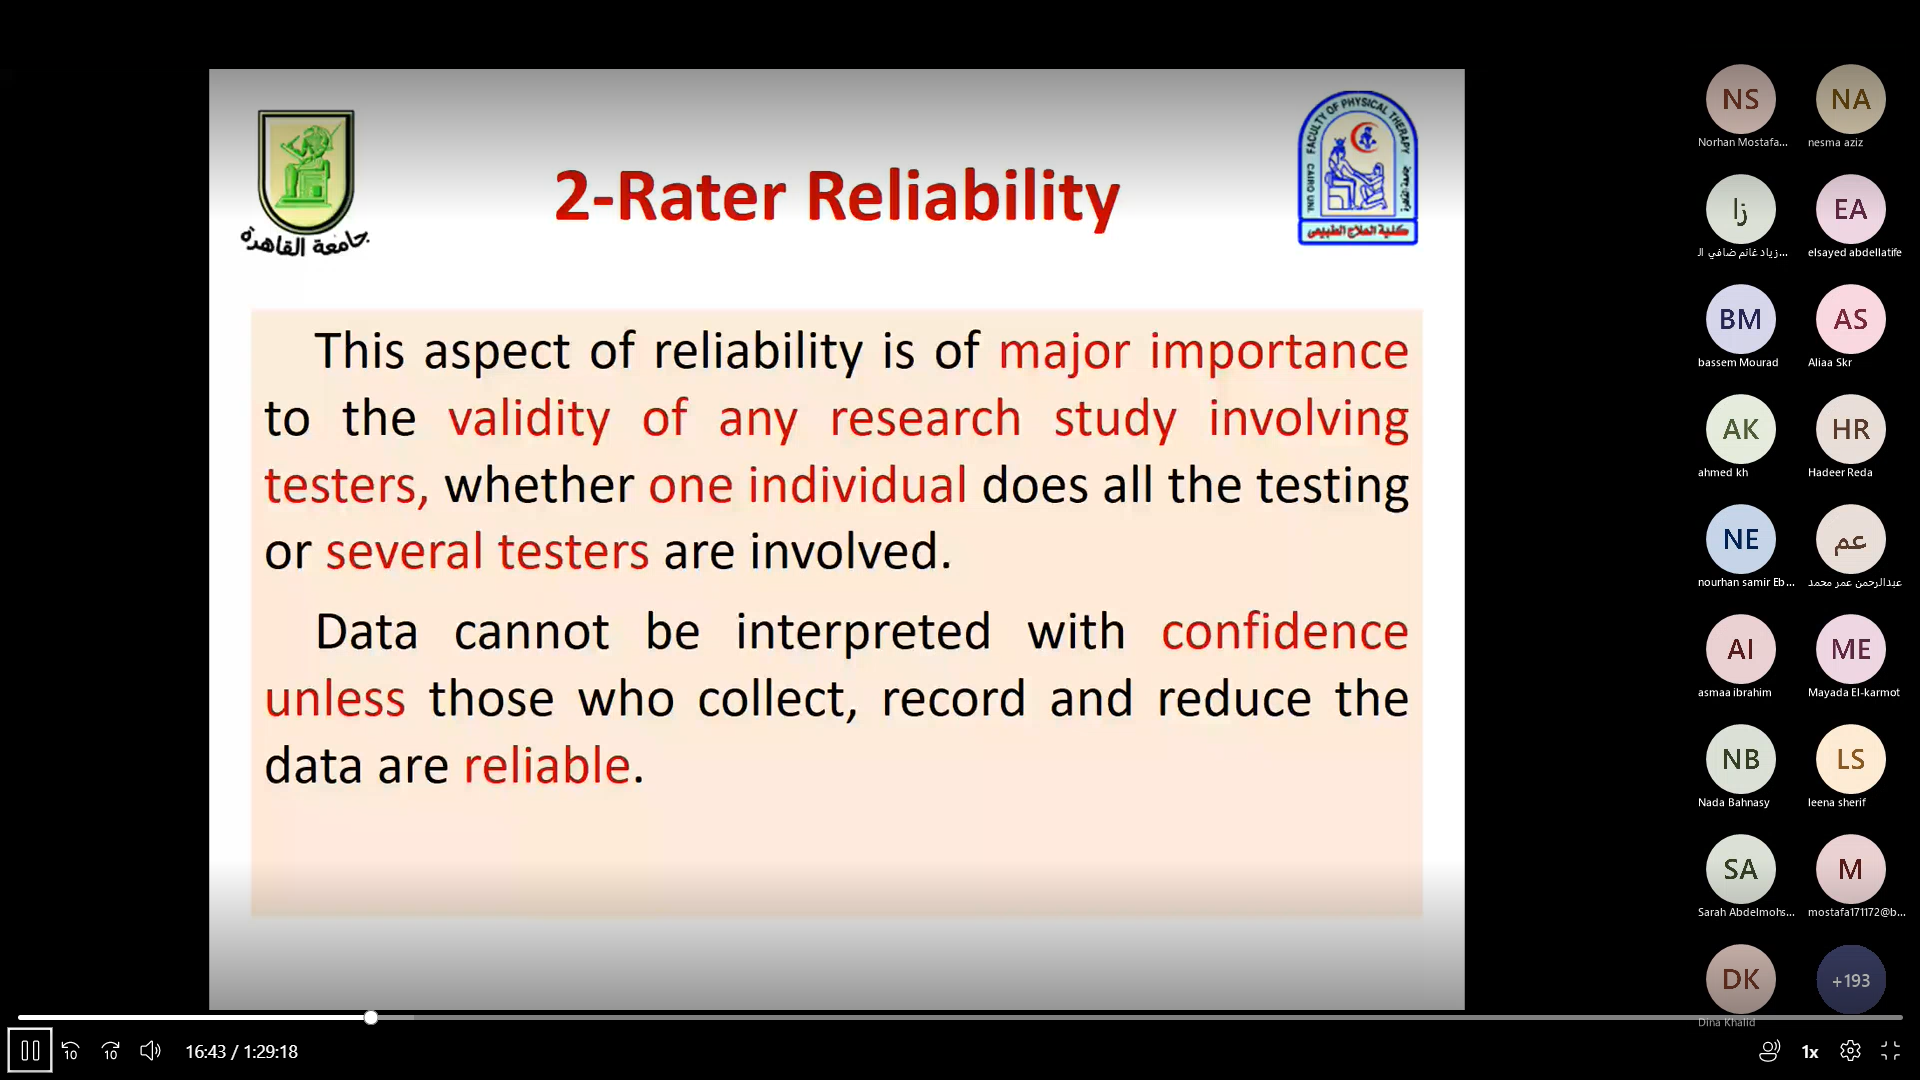 2-Rater Reliability
جامعة القاهرة
FACULTY OF PHYSICAL THERAPY
CAIRO UNI.
جامعة القاهرة
كلية العلاج الطبيعى
This aspect of reliability is of major importance
to the validity of any research study involving
testers, whether one individual does all the testing
or several testers are involved.
Data cannot be interpreted with confidence
unless those who collect, record and reduce the
data are reliable.
NS
NA
Norhan Mostafa...
nesma aziz
زا
EA
زياد غانم ضافي ال...
elsayed abdellatife
BM
AS
bassem Mourad
Aliaa Skr
AK
HR
ahmed kh
Hadeer Reda
NE
عم
nourhan samir Eb...
عبدالرحمن عمر محمد
AI
ME
asmaa ibrahim
Mayada El-karmot
NB
LS
Nada Bahnasy
leena sherif
SA
M
Sarah Abdelmohs...
mostafa171172@b...
DK
+193
Dina Khalid
10
10
16:43 / 1:29:18
1x